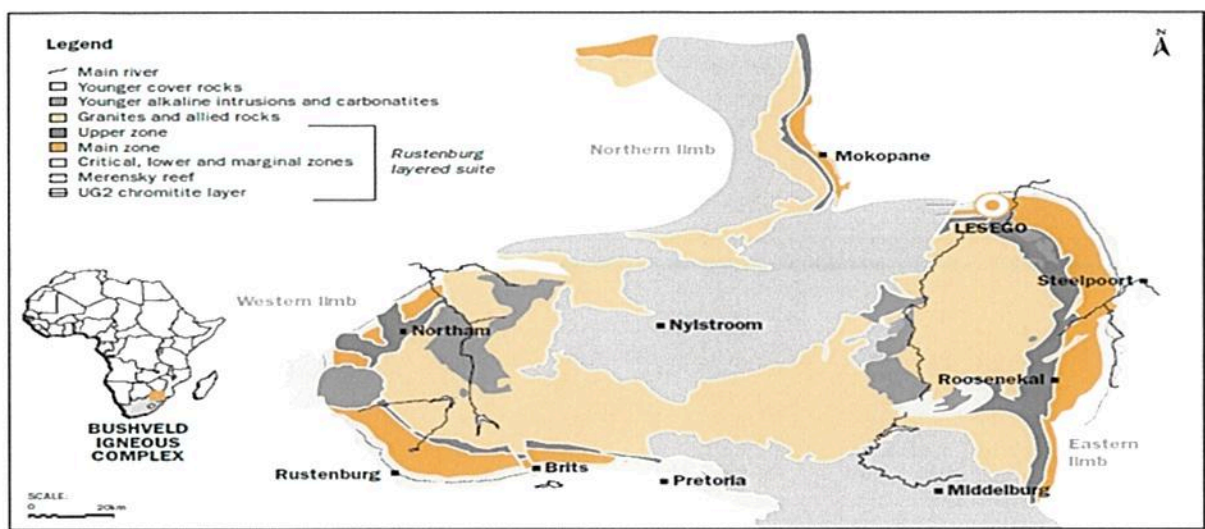 Legend
Main river
Younger cover rocks
Younger alkaline intrusions and carbonatites
Granites and allied rocks
Upper zone
Main zone
Critical, lower and marginal zones
Merensky reef
UG2 chromitite layer
Rustenburg
layered suite
N
Northern limb
Mokopane
LESEGO
Steelpoort
Western limb
Northam
Nylstroom
Roosenekal
Eastern
limb
BUSHVELD
IGNEOUS
COMPLEX
Rustenburg
Brits
Pretoria
Middelburg
SCALE:
0 20km